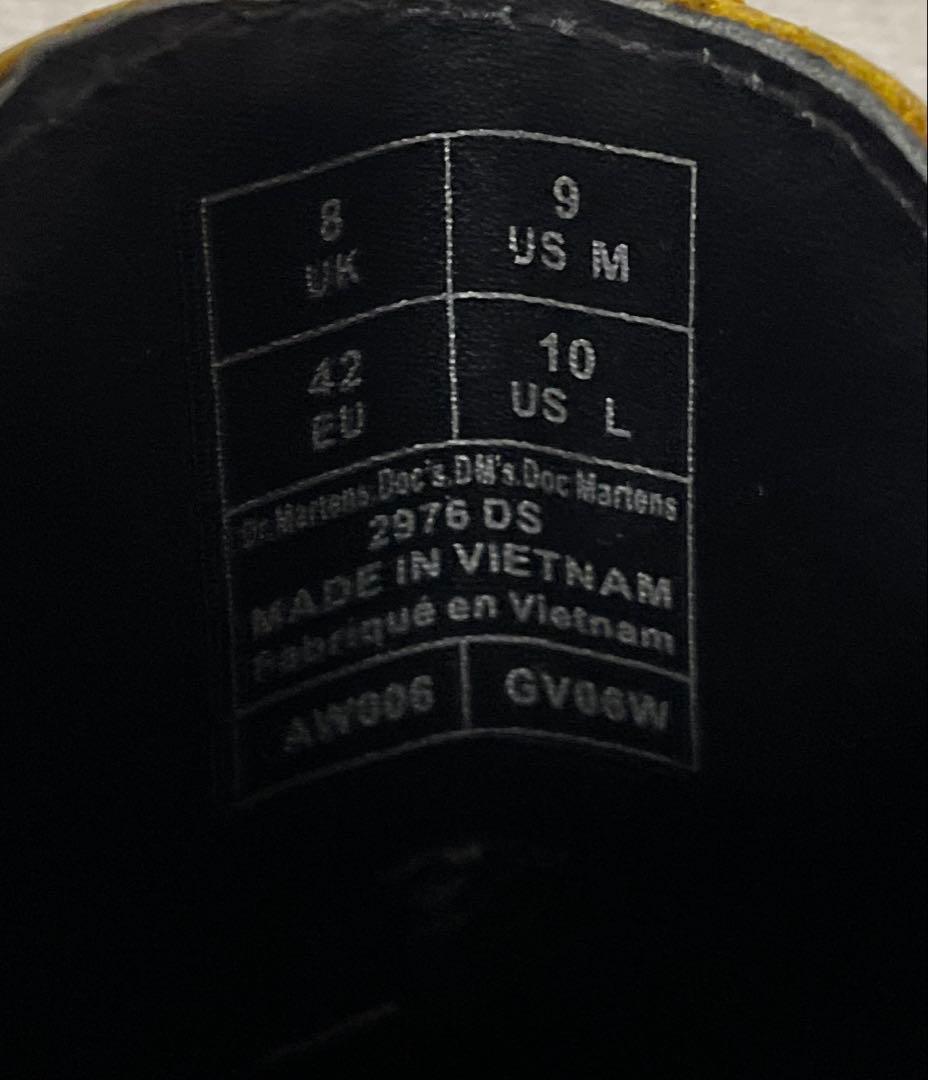 8
UK
9
US M
42
EU
10
US L
Dr. Martens. Doc's. DM's. Doc Martens
2976 DS
MADE IN VIETNAM
Fabriqué en Vietnam
AW006
GV06W